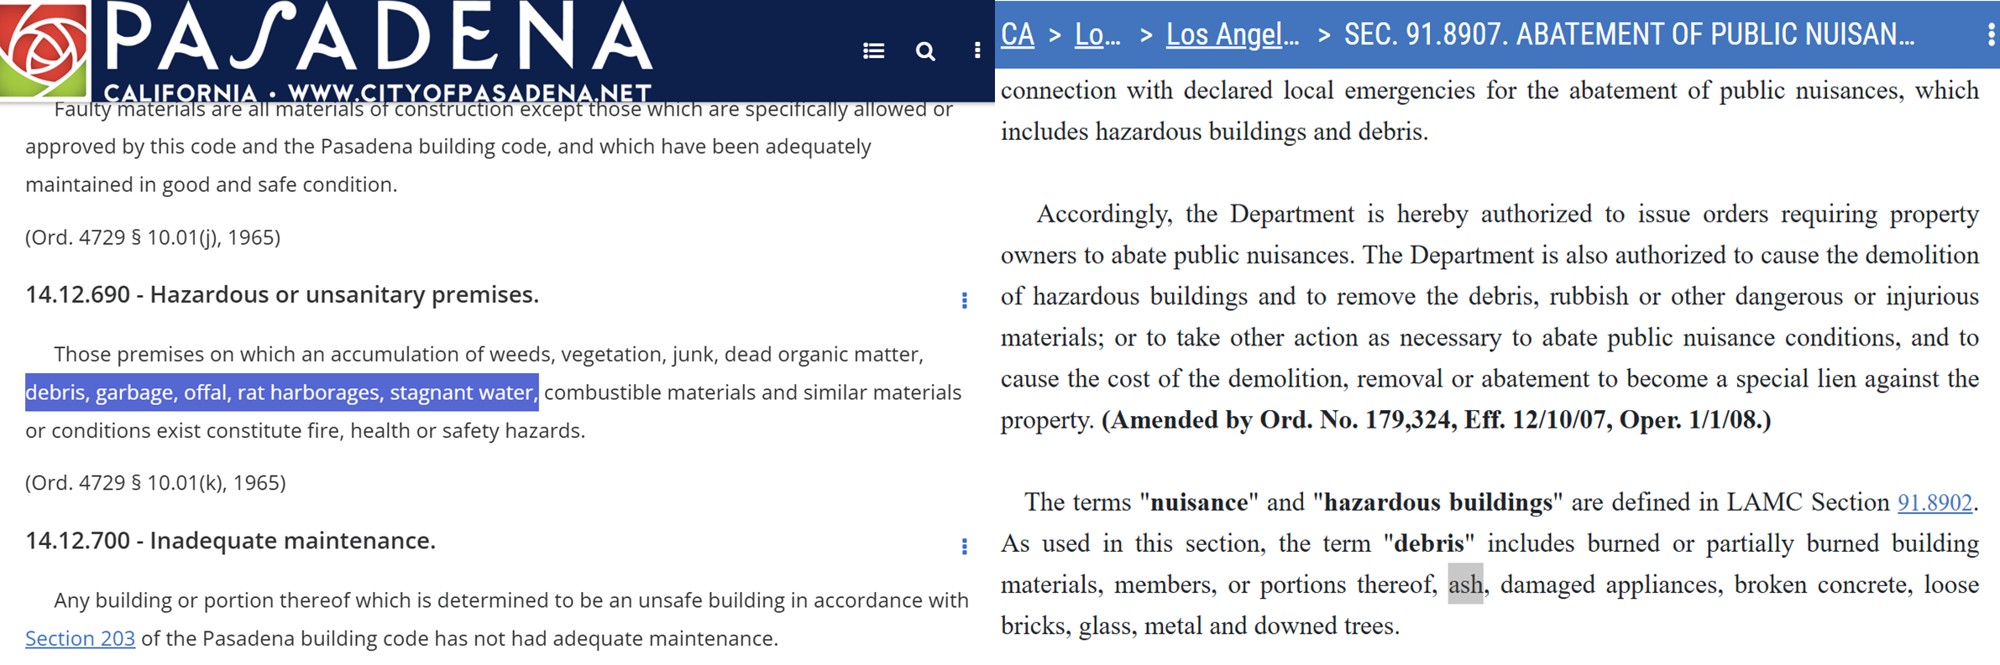 PASADENA
CALIFORNIA • WWW.CITYOFPASADENA.NET
Faulty materials are all materials of construction except those which are specifically allowed or
approved by this code and the Pasadena building code, and which have been adequately
maintained in good and safe condition.
(Ord. 4729 § 10.01(j), 1965)
14.12.690 - Hazardous or unsanitary premises.
Those premises on which an accumulation of weeds, vegetation, junk, dead organic matter,
debris, garbage, offal, rat harborages, stagnant water, combustible materials and similar materials
or conditions exist constitute fire, health or safety hazards.
(Ord. 4729 § 10.01(k), 1965)
14.12.700 - Inadequate maintenance.
Any building or portion thereof which is determined to be an unsafe building in accordance with
Section 203 of the Pasadena building code has not had adequate maintenance.
CA > Lo... > Los Angel... > SEC. 91.8907. ABATEMENT OF PUBLIC NUISAN...
connection with declared local emergencies for the abatement of public nuisances, which
includes hazardous buildings and debris.
Accordingly, the Department is hereby authorized to issue orders requiring property
owners to abate public nuisances. The Department is also authorized to cause the demolition
of hazardous buildings and to remove the debris, rubbish or other dangerous or injurious
materials; or to take other action as necessary to abate public nuisance conditions, and to
cause the cost of the demolition, removal or abatement to become a special lien against the
property. (Amended by Ord. No. 179,324, Eff. 12/10/07, Oper. 1/1/08.)
The terms "nuisance" and "hazardous buildings" are defined in LAMC Section 91.8902.
As used in this section, the term "debris" includes burned or partially burned building
materials, members, or portions thereof, ash, damaged appliances, broken concrete, loose
bricks, glass, metal and downed trees.